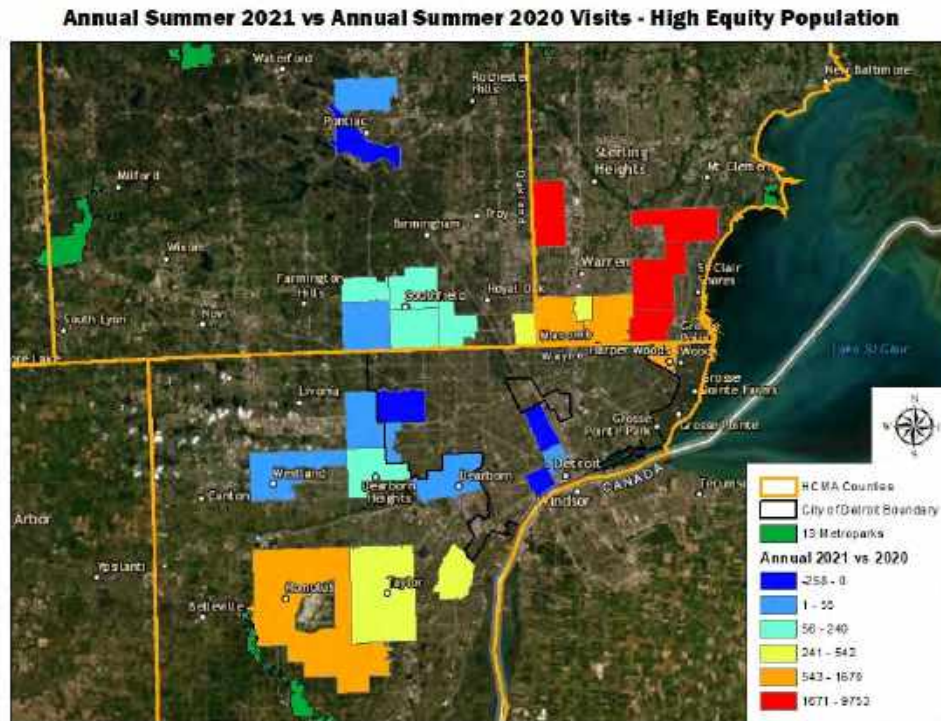 Annual Summer 2021 vs Annual Summer 2020 Visits - High Equity Population
New Baltimore
Waterford
Rochester
Hills
Pontiac
Sterling
Heights
Mt Clemens
Milford
Oakland
Troy
Birmingham
Wixom
Warren
St Clair
Shores
Farmington
Hills
Southfield
Royal Oak
South Lyon
Novi
Macomb
Wayne
Harper Woods
Woods
Lake St Clair
Livonia
Grosse
Pointe Farms
Grosse
Pointe Park
Grosse Pointe
N
W
Westland
Dearborn
Detroit
Canton
Dearborn
Heights
Windsor
CANADA
Arbor
Ypsilanti
Romulus
Taylor
Belleville
HCMA Counties
City of Detroit Boundary
13 Metroparks
Annual 2021 vs 2020
-258 - 0
1 - 55
56 - 240
241 - 542
543 - 1670
1671 - 9753